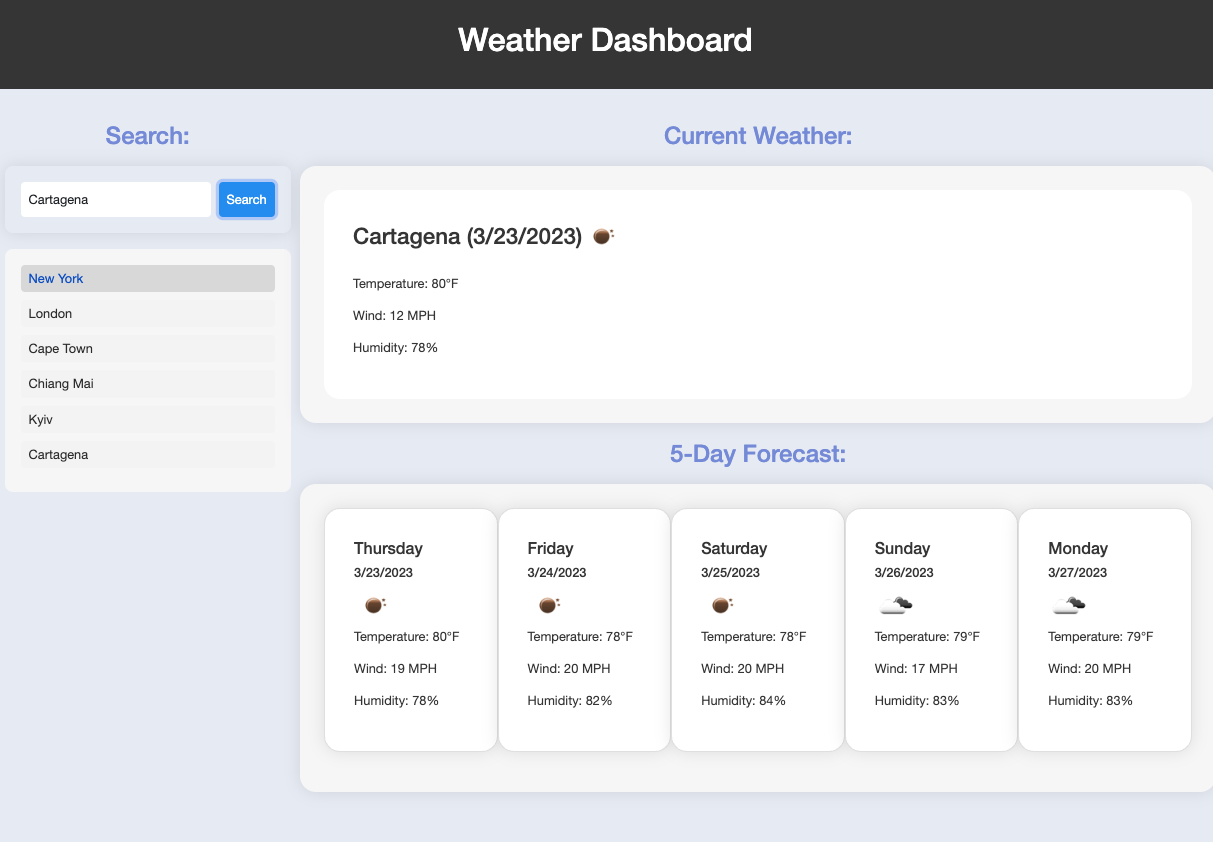 Weather Dashboard
Search:
Cartagena
Search
New York
London
Cape Town
Chiang Mai
Kyiv
Cartagena
Current Weather:
Cartagena (3/23/2023)
Temperature: 80°F
Wind: 12 MPH
Humidity: 78%
5-Day Forecast:
Thursday
3/23/2023
Temperature: 80°F
Wind: 19 MPH
Humidity: 78%
Friday
3/24/2023
Temperature: 78°F
Wind: 20 MPH
Humidity: 82%
Saturday
3/25/2023
Temperature: 78°F
Wind: 20 MPH
Humidity: 84%
Sunday
3/26/2023
Temperature: 79°F
Wind: 17 MPH
Humidity: 83%
Monday
3/27/2023
Temperature: 79°F
Wind: 20 MPH
Humidity: 83%